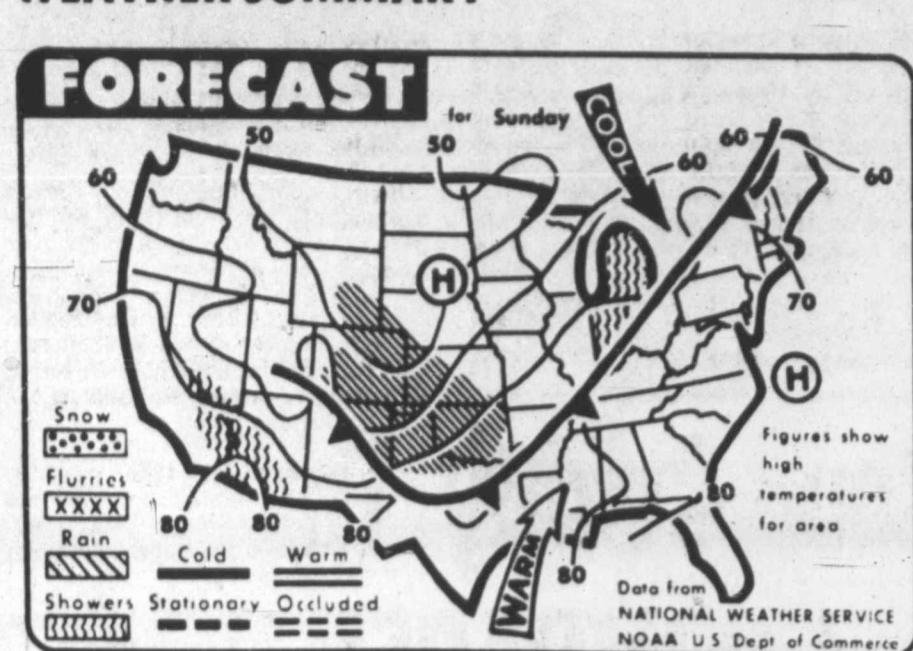 WEATHER SUMMARY
FORECAST
for Sunday
COOL
50
50
60
60
60
60
70
70
H
H
Snow
Flurries
XXXX
Rain
Showers
Cold
Warm
Stationary
Occluded
80
80
80
80
80
WARM
Figures show
high
temperatures
for area
Data from
NATIONAL WEATHER SERVICE
NOAA U S Dept of Commerce